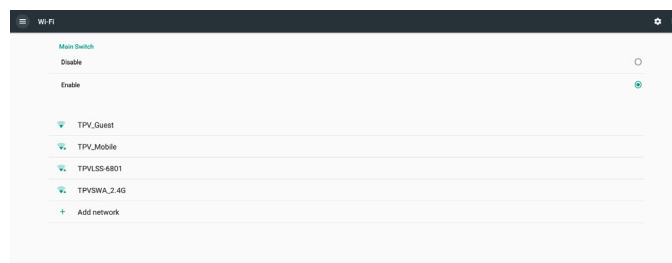 Wi-Fi
Main Switch
Disable
Enable
TPV_Guest
TPV_Mobile
TPVLSS-6801
TPVSWA_2.4G
Add network